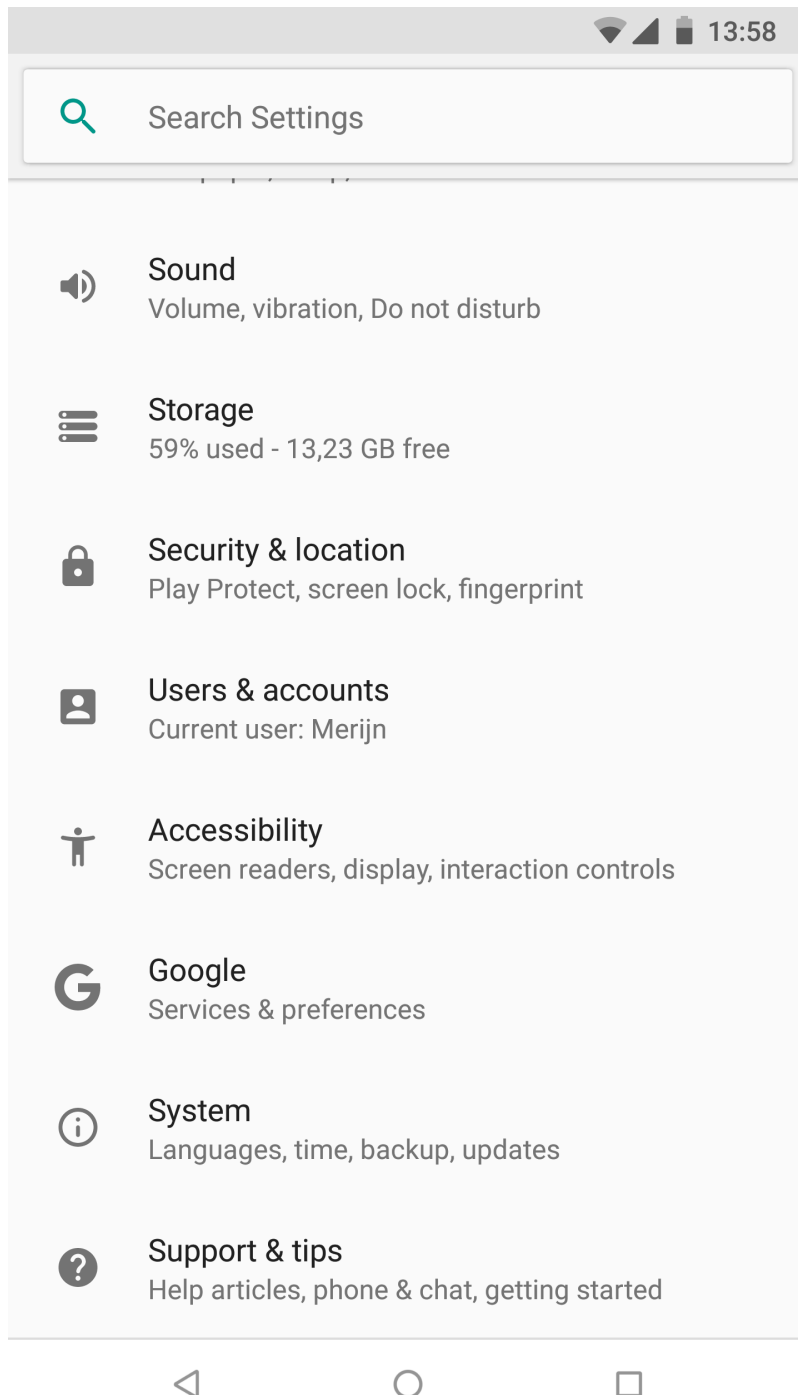 13:58
Search Settings
Sound
Volume, vibration, Do not disturb
Storage
59% used - 13,23 GB free
Security & location
Play Protect, screen lock, fingerprint
Users & accounts
Current user: Merijn
Accessibility
Screen readers, display, interaction controls
Google
Services & preferences
System
Languages, time, backup, updates
Support & tips
Help articles, phone & chat, getting started